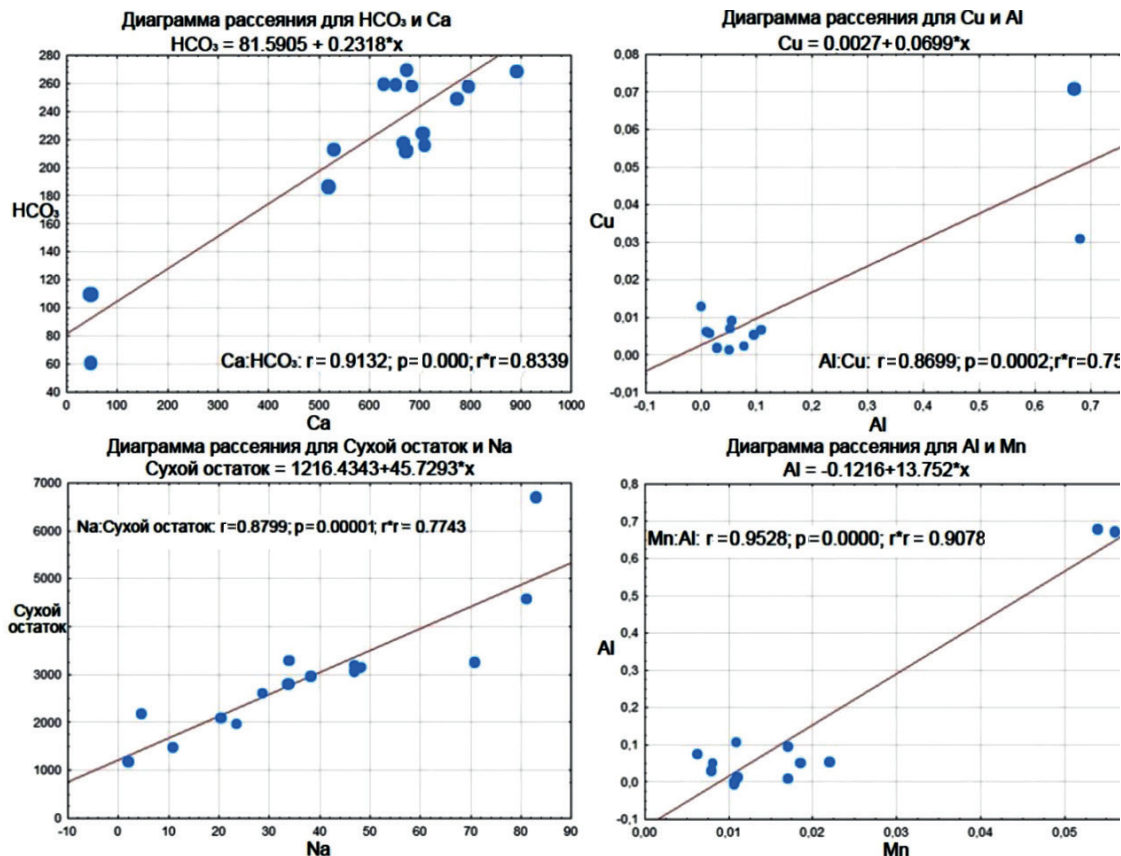 Диаграмма рассеяния для HCO₃ и Ca
HCO₃ = 81.5905 + 0.2318*x
280
260
240
220
200
180
HCO₃
160
140
120
100
80
60
40
Ca:HCO₃: r = 0.9132; p=0.000; r*r = 0.8339
0 100 200 300 400 500 600 700 800 900 1000
Ca
Диаграмма рассеяния для Cu и Al
Cu = 0.0027+ 0.0699*x
0,08
0,07
0,06
0,05
Cu
0,04
0,03
0,02
0,01
0,00
-0,01
Al:Cu: r = 0.8699; p=0.0002;r*r = 0.75
-0,1 0,0 0,1 0,2 0,3 0,4 0,5 0,6 0,7
Al
Диаграмма рассеяния для Сухой остаток и Na
Сухой остаток = 1216.4343+45.7293*x
7000
Na:Сухой остаток: r=0.8799; p=0.00001; r*r = 0.7743
6000
5000
Сухой
остаток
4000
3000
2000
1000
0
-10 0 10 20 30 40 50 60 70 80 90
Na
Диаграмма рассеяния для Al и Mn
Al = -0.1216+13.752*x
0,8
0,7
Mn:Al: r = 0.9528; p=0.0000; r*r = 0.9078
0,6
0,5
0,4
Al
0,3
0,2
0,1
0,0
-0,1
0,00 0,01 0,02 0,03 0,04 0,05
Mn